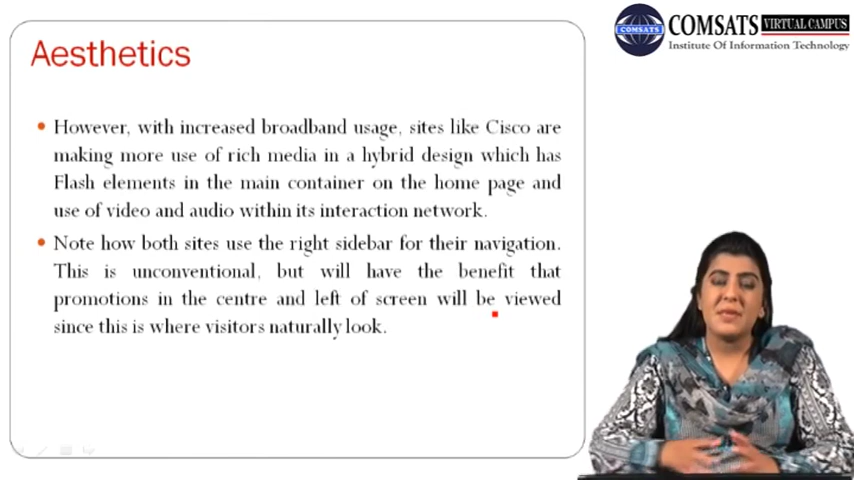 COMSATS VIRTUAL CAMPUS
COMSATS
Institute Of Information Technology
Aesthetics
However, with increased broadband usage, sites like Cisco are
making more use of rich media in a hybrid design which has
Flash elements in the main container on the home page and
use of video and audio within its interaction network.
Note how both sites use the right sidebar for their navigation.
This is unconventional, but will have the benefit that
promotions in the centre and left of screen will be viewed
since this is where visitors naturally look.